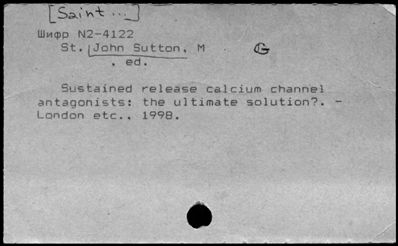 [Saint ...]
Шифр N2-4122
St. John Sutton, M
, ed.
Sustained release calcium channel
antagonists: the ultimate solution?. -
London etc., 1998.